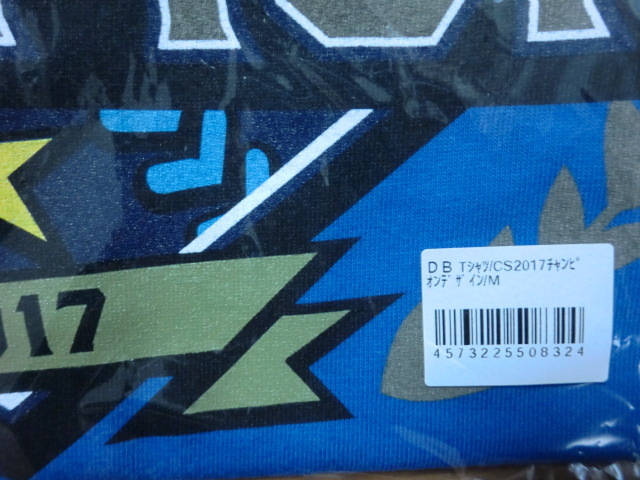 017
DB Tｼｬﾂ/CS2017ﾁｬﾝﾋﾟ
ｵﾝﾃﾞｻﾞｲﾝ/M
4573225508324